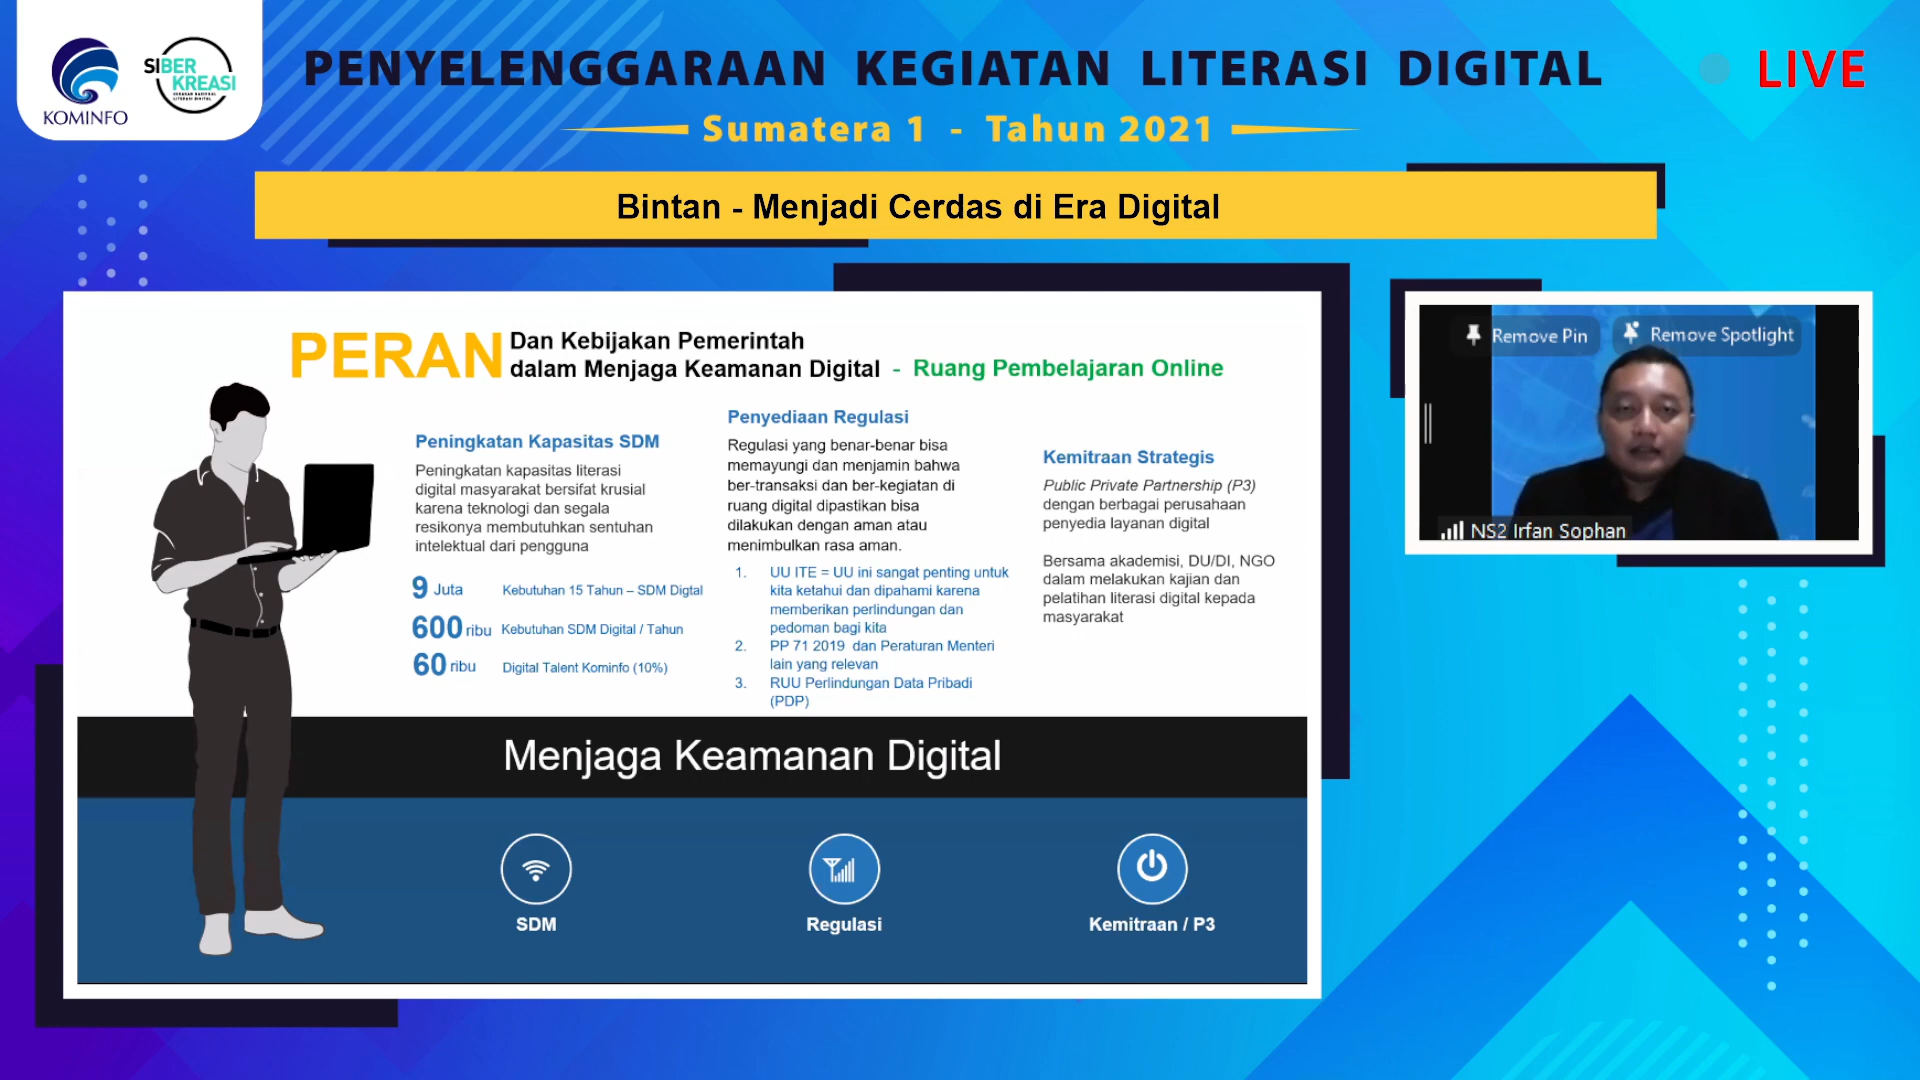 KOMINFO
SIBER
KREASI
PENYELENGGARAAN KEGIATAN LITERASI DIGITAL
LIVE
Sumatera 1 - Tahun 2021
Bintan - Menjadi Cerdas di Era Digital
PERAN
Dan Kebijakan Pemerintah
dalam Menjaga Keamanan Digital - Ruang Pembelajaran Online
Peningkatan Kapasitas SDM
Peningkatan kapasitas literasi
digital masyarakat bersifat krusial
karena teknologi dan segala
resikonya membutuhkan sentuhan
intelektual dari pengguna
9 Juta Kebutuhan 15 Tahun – SDM Digtal
600 ribu Kebutuhan SDM Digital / Tahun
60 ribu Digital Talent Kominfo (10%)
Penyediaan Regulasi
Regulasi yang benar-benar bisa
memayungi dan menjamin bahwa
ber-transaksi dan ber-kegiatan di
ruang digital dipastikan bisa
dilakukan dengan aman atau
menimbulkan rasa aman.
1. UU ITE = UU ini sangat penting untuk
kita ketahui dan dipahami karena
memberikan perlindungan dan
pedoman bagi kita
2. PP 71 2019 dan Peraturan Menteri
lain yang relevan
3. RUU Perlindungan Data Pribadi
(PDP)
Kemitraan Strategis
Public Private Partnership (P3)
dengan berbagai perusahaan
penyedia layanan digital
Bersama akademisi, DU/DI, NGO
dalam melakukan kajian dan
pelatihan literasi digital kepada
masyarakat
Menjaga Keamanan Digital
SDM
Regulasi
Kemitraan / P3
Remove Pin
Remove Spotlight
NS2 Irfan Sophan